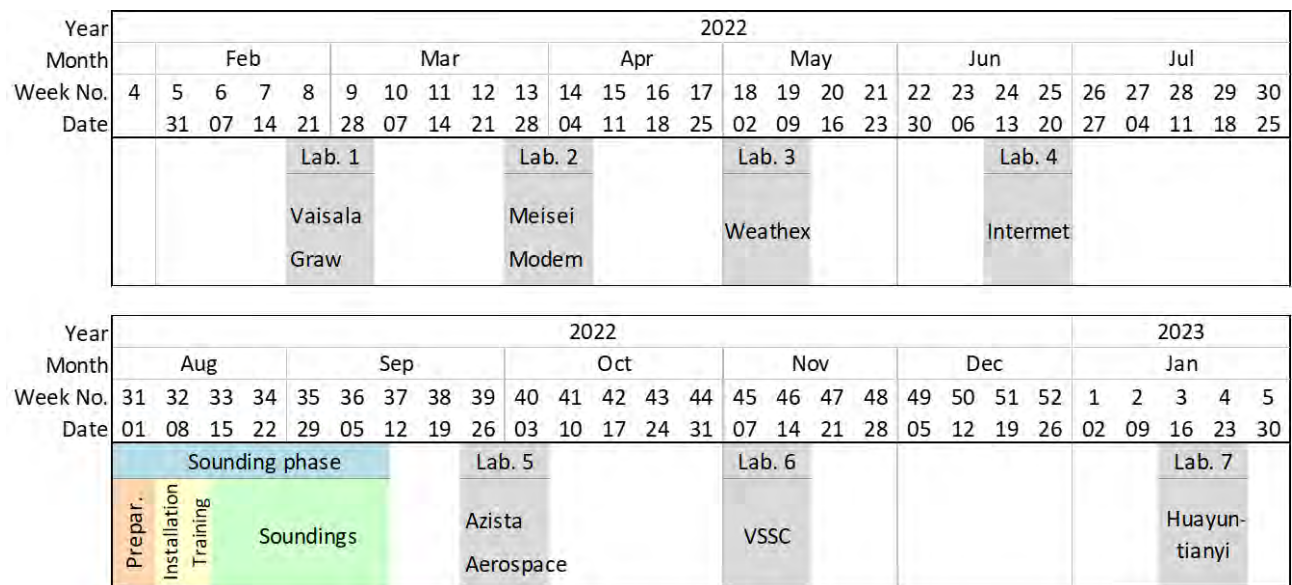 Year 2022
Month Feb Mar Apr May Jun Jul
Week No. 4 5 6 7 8 9 10 11 12 13 14 15 16 17 18 19 20 21 22 23 24 25 26 27 28 29 30
Date 31 07 14 21 28 07 14 21 28 04 11 18 25 02 09 16 23 30 06 13 20 27 04 11 18 25
Lab. 1 Lab. 2 Lab. 3 Lab. 4
Vaisala Meisei
Weathex Intermet
Graw Modem
Year 2022 2023
Month Aug Sep Oct Nov Dec Jan
Week No. 31 32 33 34 35 36 37 38 39 40 41 42 43 44 45 46 47 48 49 50 51 52 1 2 3 4 5
Date 01 08 15 22 29 05 12 19 26 03 10 17 24 31 07 14 21 28 05 12 19 26 02 09 16 23 30
Sounding phase Lab. 5 Lab. 6 Lab. 7
Prepar.
Installation
Training
Soundings
Azista
Aerospace
VSSC
Huayun-
tianyi